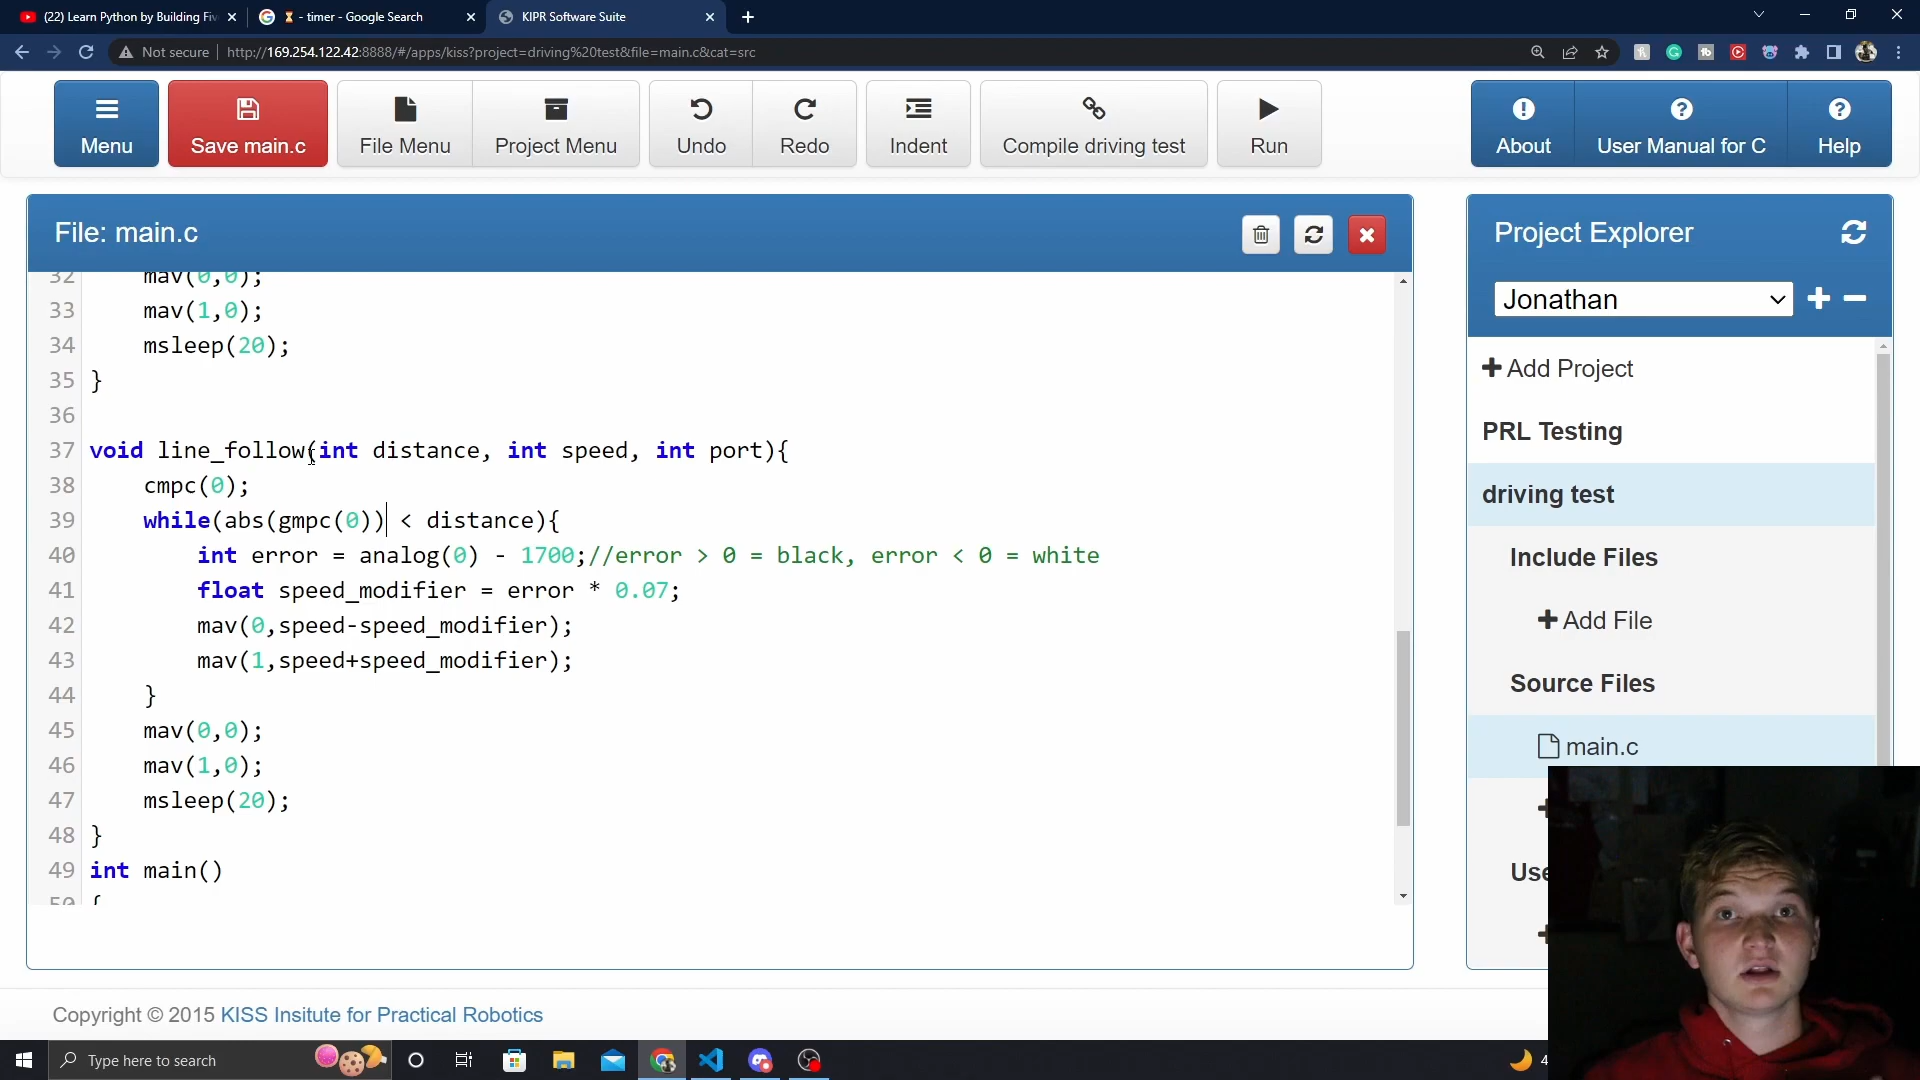 (22) Learn Python by Building Fiv
⏳ - timer - Google Search
KIPR Software Suite
Not secure
http://169.254.122.42:8888/#/apps/kiss?project=driving%20test&file=main.c&cat=src
Menu
Save main.c
File Menu
Project Menu
Undo
Redo
Indent
Compile driving test
Run
About
User Manual for C
Help
File: main.c
32 mav(0,0);
33 mav(1,0);
34 msleep(20);
35 }
36
37 void line_follow(int distance, int speed, int port){
38 cmpc(0);
39 while(abs(gmpc(0)) < distance){
40 int error = analog(0) - 1700;//error > 0 = black, error < 0 = white
41 float speed_modifier = error * 0.07;
42 mav(0,speed-speed_modifier);
43 mav(1,speed+speed_modifier);
44 }
45 mav(0,0);
46 mav(1,0);
47 msleep(20);
48 }
49 int main()
50 {
Project Explorer
Jonathan
Add Project
PRL Testing
driving test
Include Files
Add File
Source Files
main.c
Use
Copyright © 2015 KISS Insitute for Practical Robotics
Type here to search
4